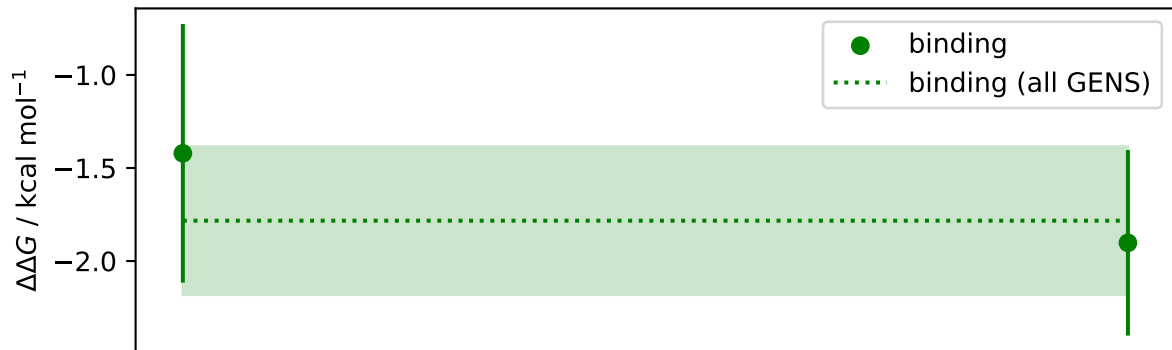 binding
binding (all GENS)
−1.0
−1.5
−2.0
ΔΔG / kcal mol⁻¹